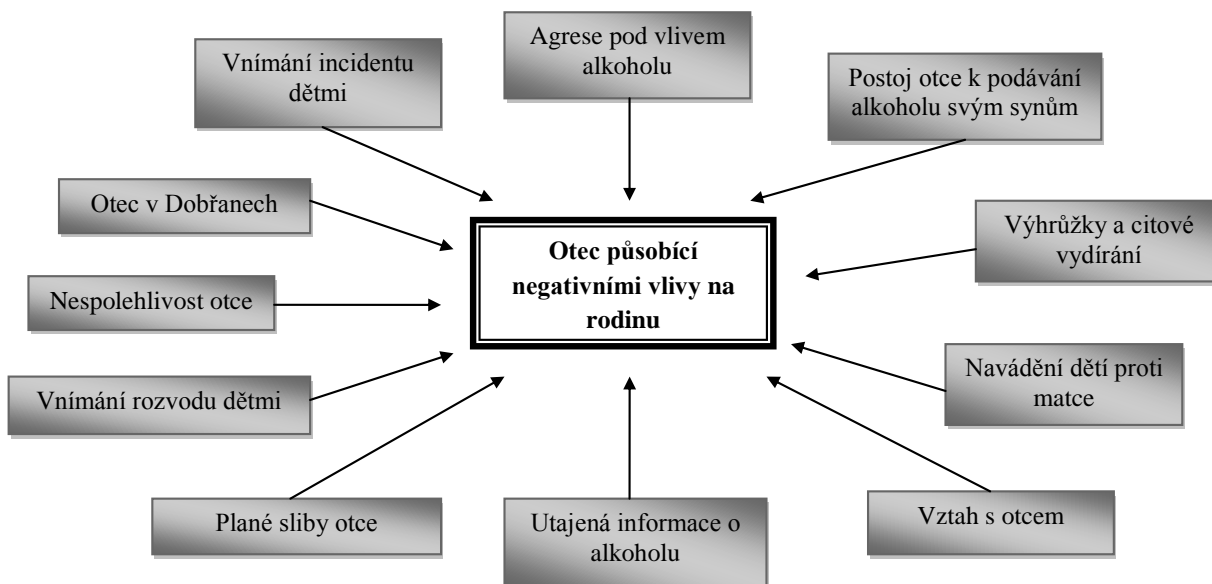 Agrese pod vlivem
alkoholu
Vnímání incidentu
dětmi
Postoj otce k podávání
alkoholu svým synům
Otec v Dobřanech
Výhrůžky a citové
vydírání
Otec působící
negativními vlivy na
rodinu
Nespolehlivost otce
Vnímání rozvodu dětmi
Navádění dětí proti
matce
Plané sliby otce
Utajená informace o
alkoholu
Vztah s otcem